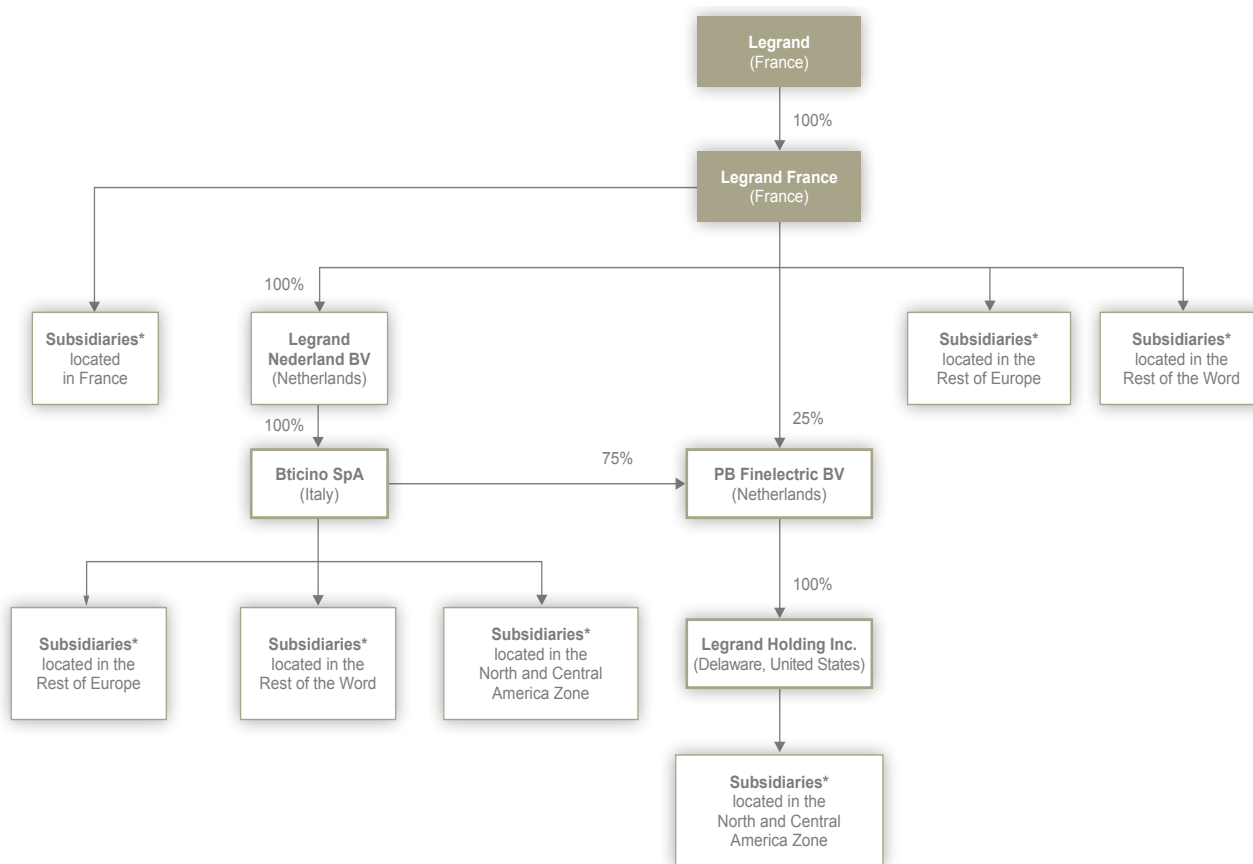 Legrand
(France)
100%
Legrand France
(France)
100%
Subsidiaries*
located
in France
Legrand
Nederland BV
(Netherlands)
Subsidiaries*
located in the
Rest of Europe
Subsidiaries*
located in the
Rest of the Word
100%
25%
75%
Bticino SpA
(Italy)
PB Finelectric BV
(Netherlands)
100%
Subsidiaries*
located in the
Rest of Europe
Subsidiaries*
located in the
Rest of the Word
Subsidiaries*
located in the
North and Central
America Zone
Legrand Holding Inc.
(Delaware, United States)
Subsidiaries*
located in the
North and Central
America Zone